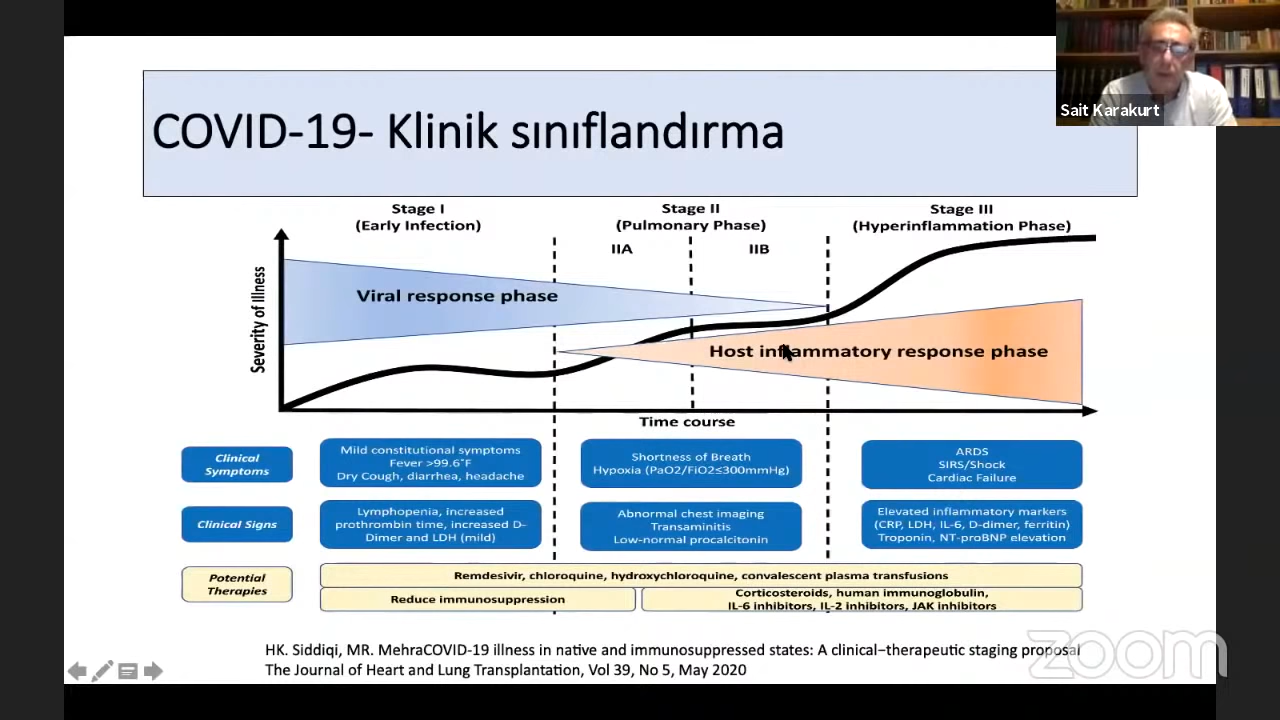 Sait Karakurt
COVID-19- Klinik sınıflandırma
Stage I
(Early Infection)
Stage II
(Pulmonary Phase)
Stage III
(Hyperinflammation Phase)
IIA
IIB
Severity of Illness
Viral response phase
Host inflammatory response phase
Time course
Clinical
Symptoms
Mild constitutional symptoms
Fever >99.6°F
Dry Cough, diarrhea, headache
Shortness of Breath
Hypoxia (PaO2/FiO2≤300mmHg)
ARDS
SIRS/Shock
Cardiac Failure
Clinical Signs
Lymphopenia, increased
prothrombin time, increased D-
Dimer and LDH (mild)
Abnormal chest imaging
Transaminitis
Low-normal procalcitonin
Elevated inflammatory markers
(CRP, LDH, IL-6, D-dimer, ferritin)
Troponin, NT-proBNP elevation
Potential
Therapies
Remdesivir, chloroquine, hydroxychloroquine, convalescent plasma transfusions
Reduce immunosuppression
Corticosteroids, human immunoglobulin,
IL-6 inhibitors, IL-2 inhibitors, JAK inhibitors
HK. Siddiqi, MR. MehraCOVID-19 illness in native and immunosuppressed states: A clinical−therapeutic staging proposal
The Journal of Heart and Lung Transplantation, Vol 39, No 5, May 2020
zoom